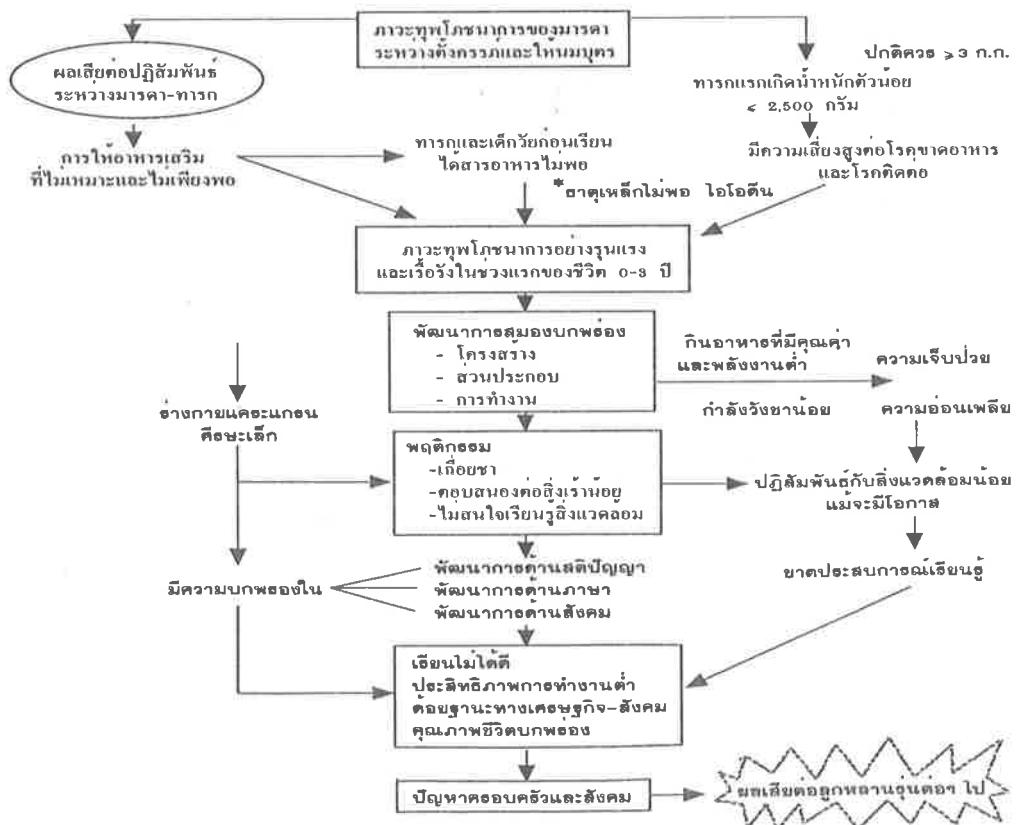 ภาวะทุพโภชนาการของมารดา
ระหว่างตั้งครรภ์และให้นมบุตร
ผลเสียต่อปฏิสัมพันธ์
ระหว่างมารดา-ทารก
ปกติควร ⩾ 3 ก.ก.
ทารกแรกเกิดน้ำหนักตัวน้อย
⩽ 2,500 กรัม
การให้อาหารเสริม
ที่ไม่เหมาะและไม่เพียงพอ
ทารกและเด็กวัยก่อนเรียน
ได้สารอาหารไม่พอ
มีความเสี่ยงสูงต่อโรคขาดอาหาร
และโรคติดต่อ
*ธาตุเหล็กไม่พอ ไอโอดีน
ภาวะทุพโภชนาการอย่างรุนแรง
และเรื้อรังในช่วงแรกของชีวิต 0-3 ปี
พัฒนาการสมองบกพร่อง
- โครงสร้าง
- ส่วนประกอบ
- การทำงาน
กินอาหารที่มีคุณค่า
และพลังงานต่ำ
ความเจ็บป่วย
ร่างกายแคระแกรน
ศีรษะเล็ก
กำลังวังชาน้อย
ความอ่อนเพลีย
พฤติกรรม
-เฉื่อยชา
-ตอบสนองต่อสิ่งเร้าน้อย
-ไม่สนใจเรียนรู้สิ่งแวดล้อม
ปฏิสัมพันธ์กับสิ่งแวดล้อมน้อย
แม้จะมีโอกาส
มีความบกพร่องใน
พัฒนาการด้านสติปัญญา
พัฒนาการด้านภาษา
พัฒนาการด้านสังคม
ขาดประสบการณ์เรียนรู้
เรียนไม่ได้ดี
ประสิทธิภาพการทำงานต่ำ
ด้อยฐานะทางเศรษฐกิจ-สังคม
คุณภาพชีวิตบกพร่อง
ปัญหาครอบครัวและสังคม
ผลเสียต่อลูกหลานรุ่นต่อๆ ไป